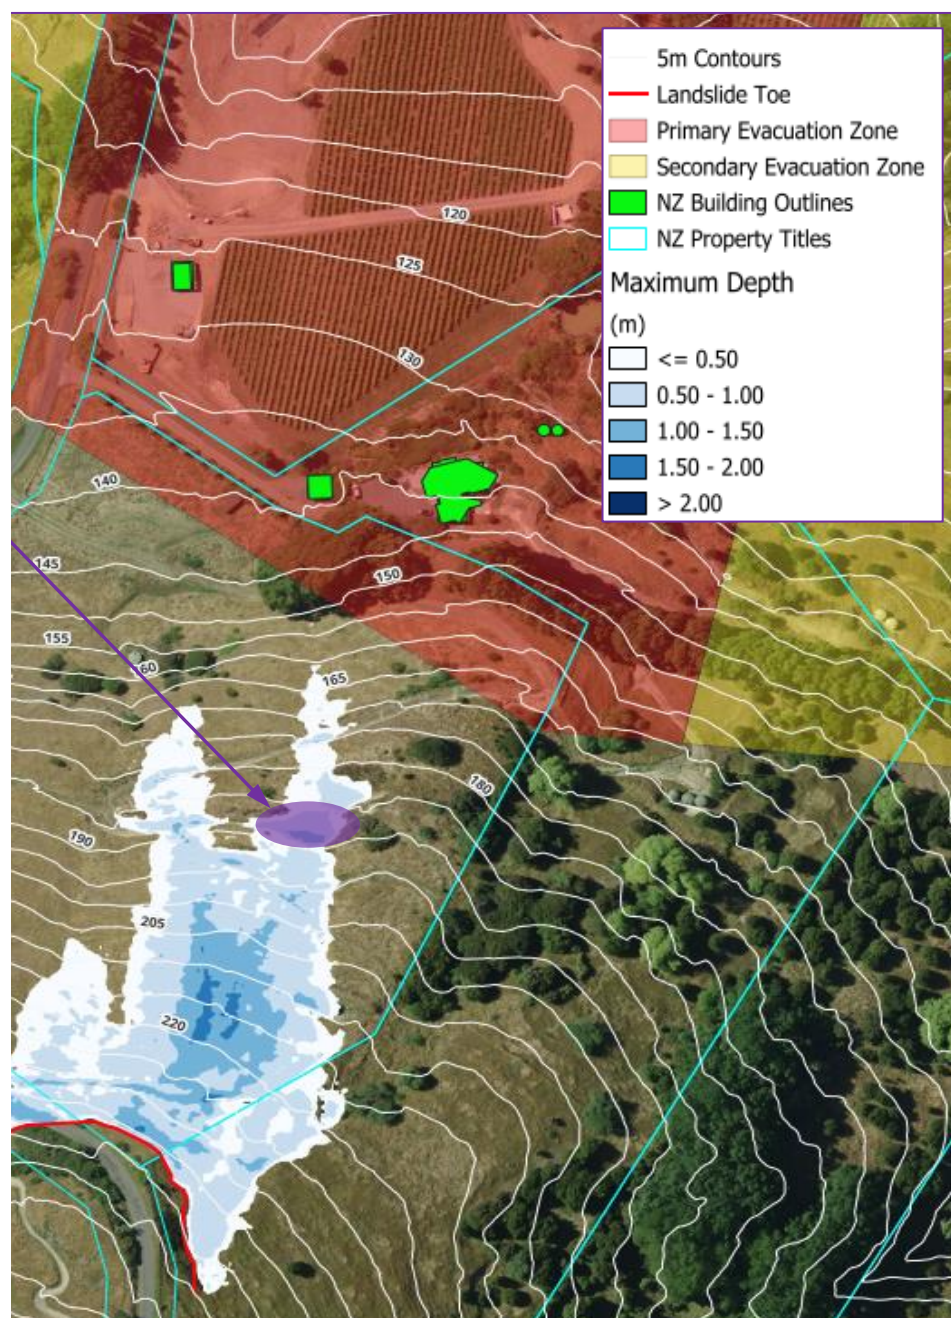 5m Contours
Landslide Toe
Primary Evacuation Zone
Secondary Evacuation Zone
NZ Building Outlines
NZ Property Titles
Maximum Depth
(m)
<= 0.50
0.50 - 1.00
1.00 - 1.50
1.50 - 2.00
> 2.00
120
125
130
140
145
150
155
160
165
180
190
205
220